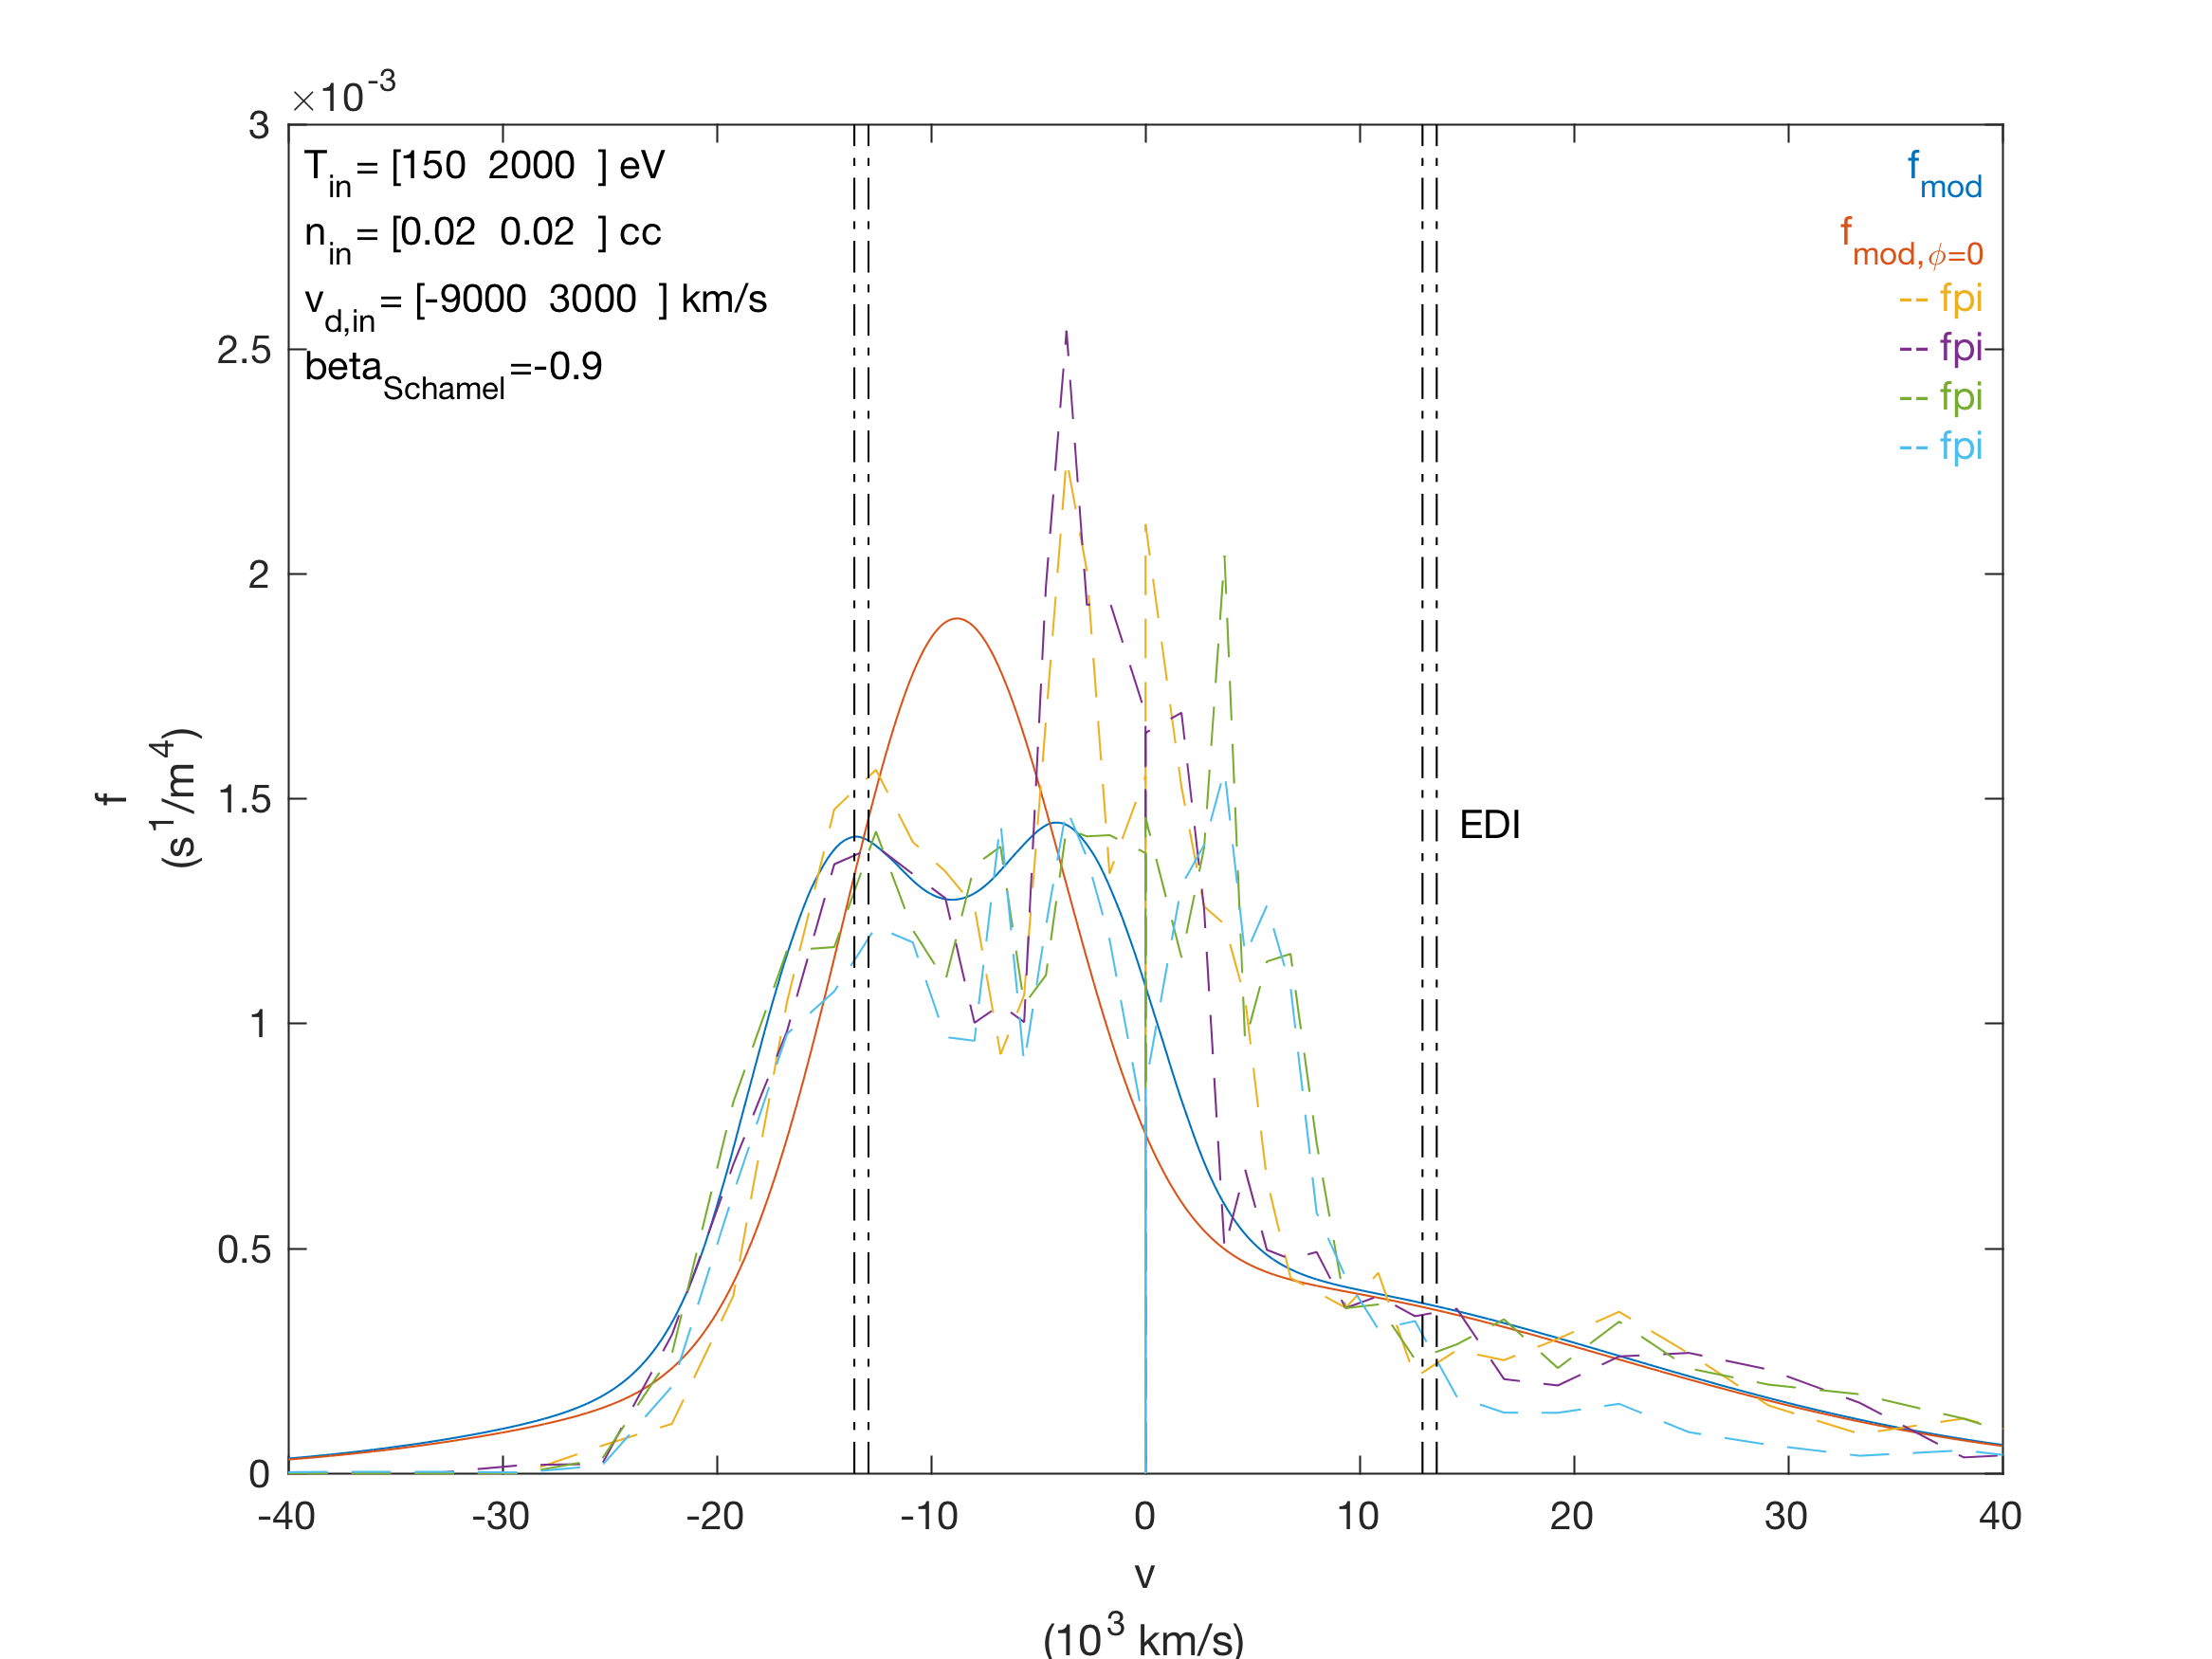 ×10^-3
T_in= [150 2000 ] eV
n_in= [0.02 0.02 ] cc
v_d,in= [-9000 3000 ] km/s
beta_Schamel=-0.9
f_mod
f_mod,ϕ=0
-- fpi
-- fpi
-- fpi
-- fpi
EDI
3
2.5
2
1.5
1
0.5
0
f
(s^1/m^4)
-40 -30 -20 -10 0 10 20 30 40
v
(10^3 km/s)